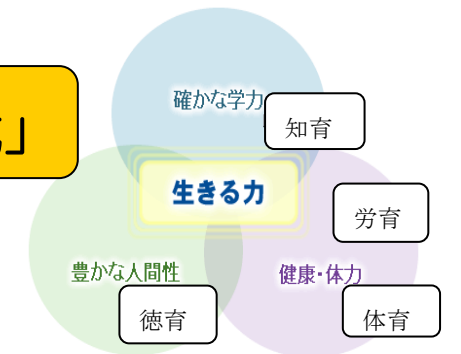 確かな学力
知育
生きる力
労育
豊かな人間性
健康・体力
徳育
体育